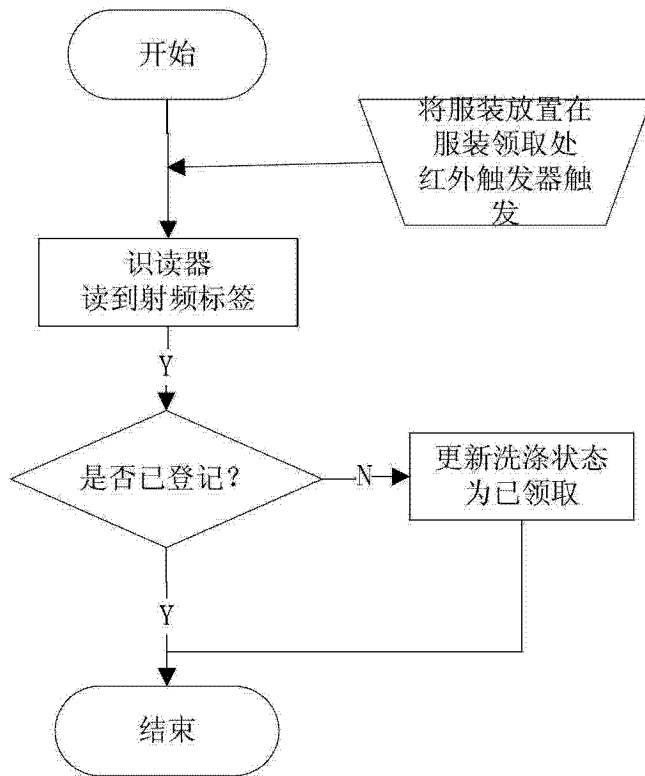 开始
将服装放置在
服装领取处
红外触发器触
发
识读器
读到射频标签
Y
是否已登记?
N
更新洗涤状态
为已领取
Y
结束